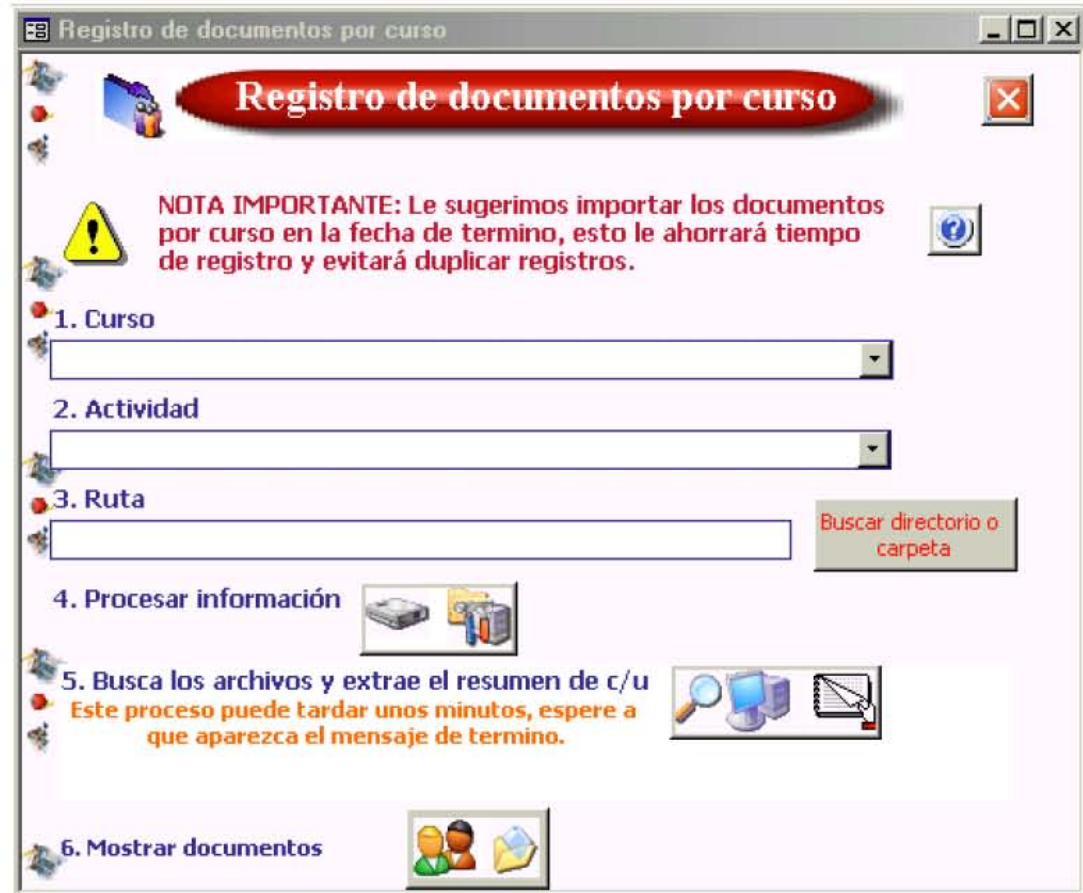 Registro de documentos por curso
Registro de documentos por curso
NOTA IMPORTANTE: Le sugerimos importar los documentos
por curso en la fecha de termino, esto le ahorrará tiempo
de registro y evitará duplicar registros.
1. Curso
2. Actividad
3. Ruta
Buscar directorio o
carpeta
4. Procesar información
5. Busca los archivos y extrae el resumen de c/u
Este proceso puede tardar unos minutos, espere a
que aparezca el mensaje de termino.
6. Mostrar documentos